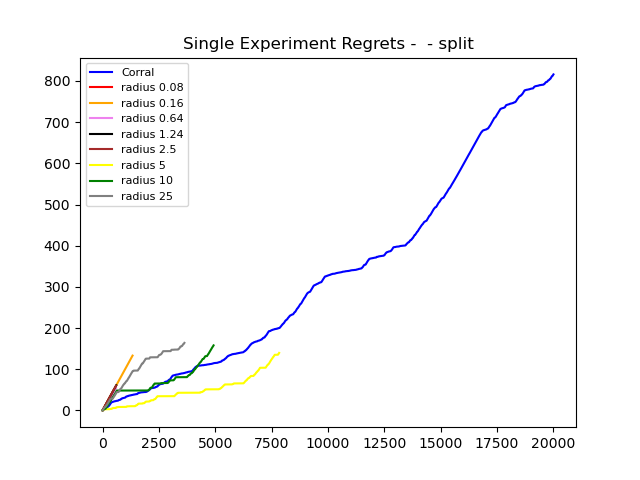 Single Experiment Regrets -  - split
Corral
radius 0.08
radius 0.16
radius 0.64
radius 1.24
radius 2.5
radius 5
radius 10
radius 25
800
700
600
500
400
300
200
100
0
0 2500 5000 7500 10000 12500 15000 17500 20000